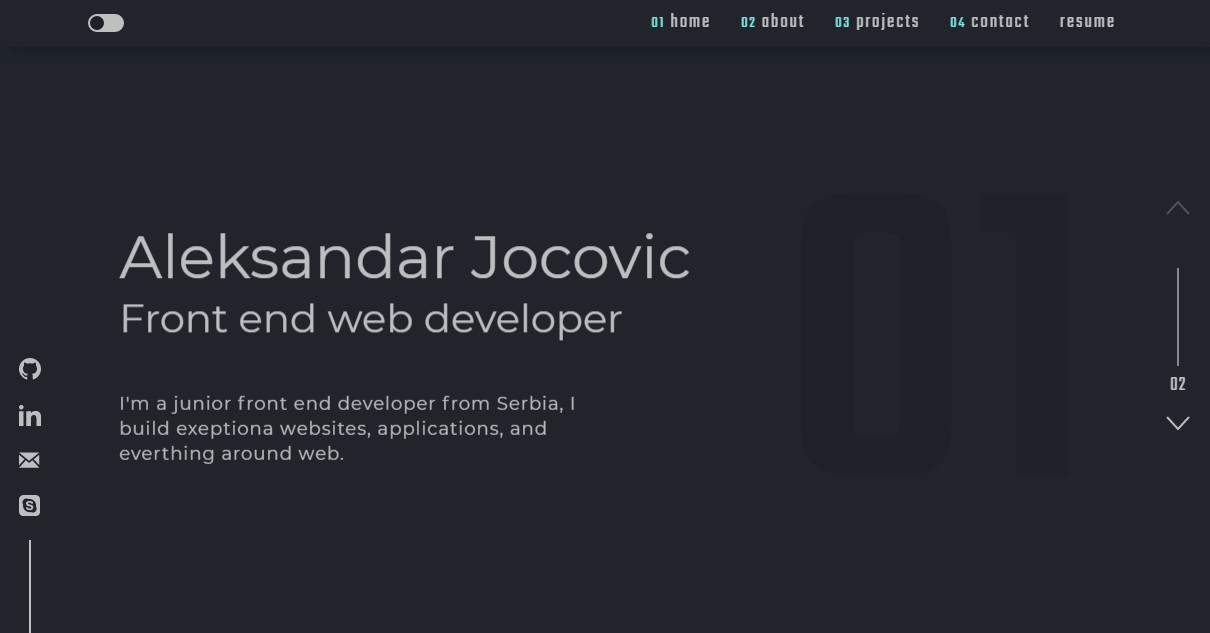 01 home 02 about 03 projects 04 contact resume
01
Aleksandar Jocovic
Front end web developer
I'm a junior front end developer from Serbia, I
build exeptiona websites, applications, and
everthing around web.
02